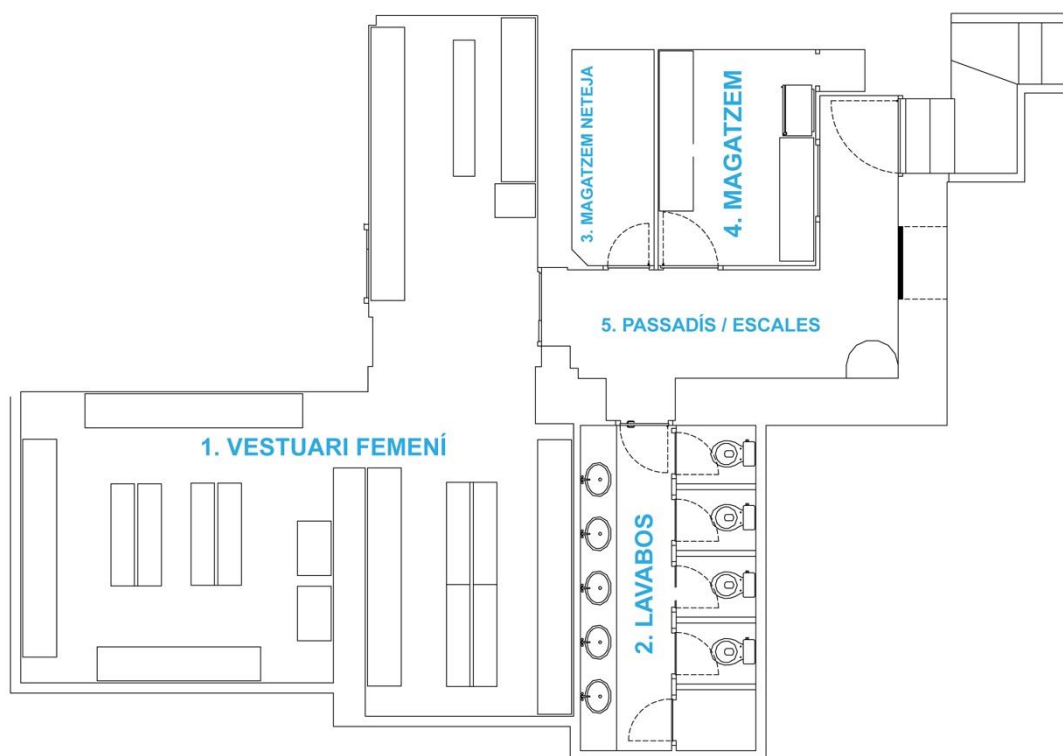 3. MAGATZEM NETEJA
4. MAGATZEM
5. PASSADÍS / ESCALES
1. VESTUARI FEMENÍ
2. LAVABOS